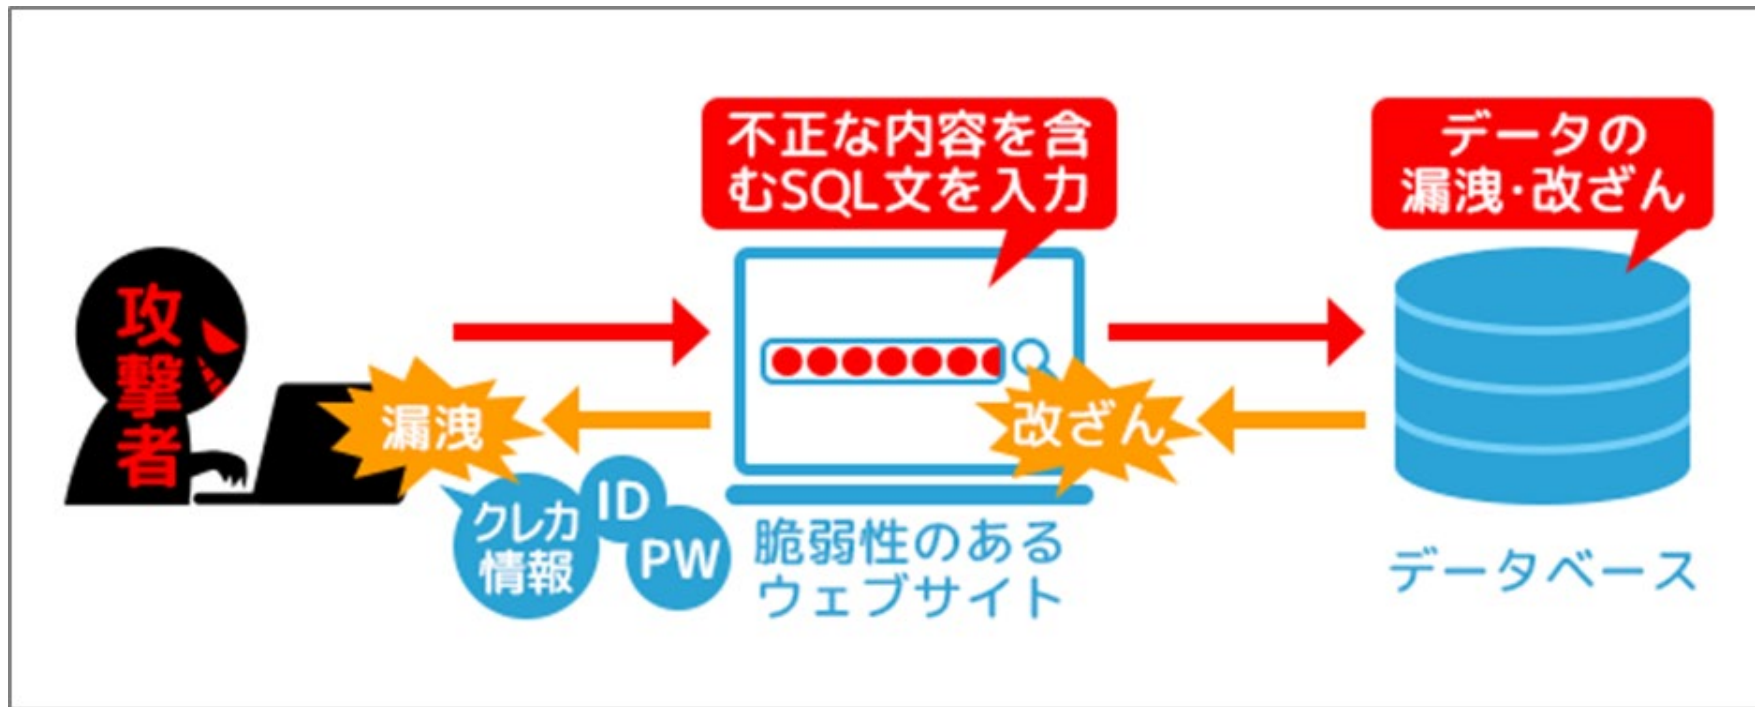 不正な内容を含
むSQL文を入力
データの
漏洩・改ざん
攻撃者
漏洩
改ざん
クレカ
情報
ID
PW
脆弱性のある
ウェブサイト
データベース